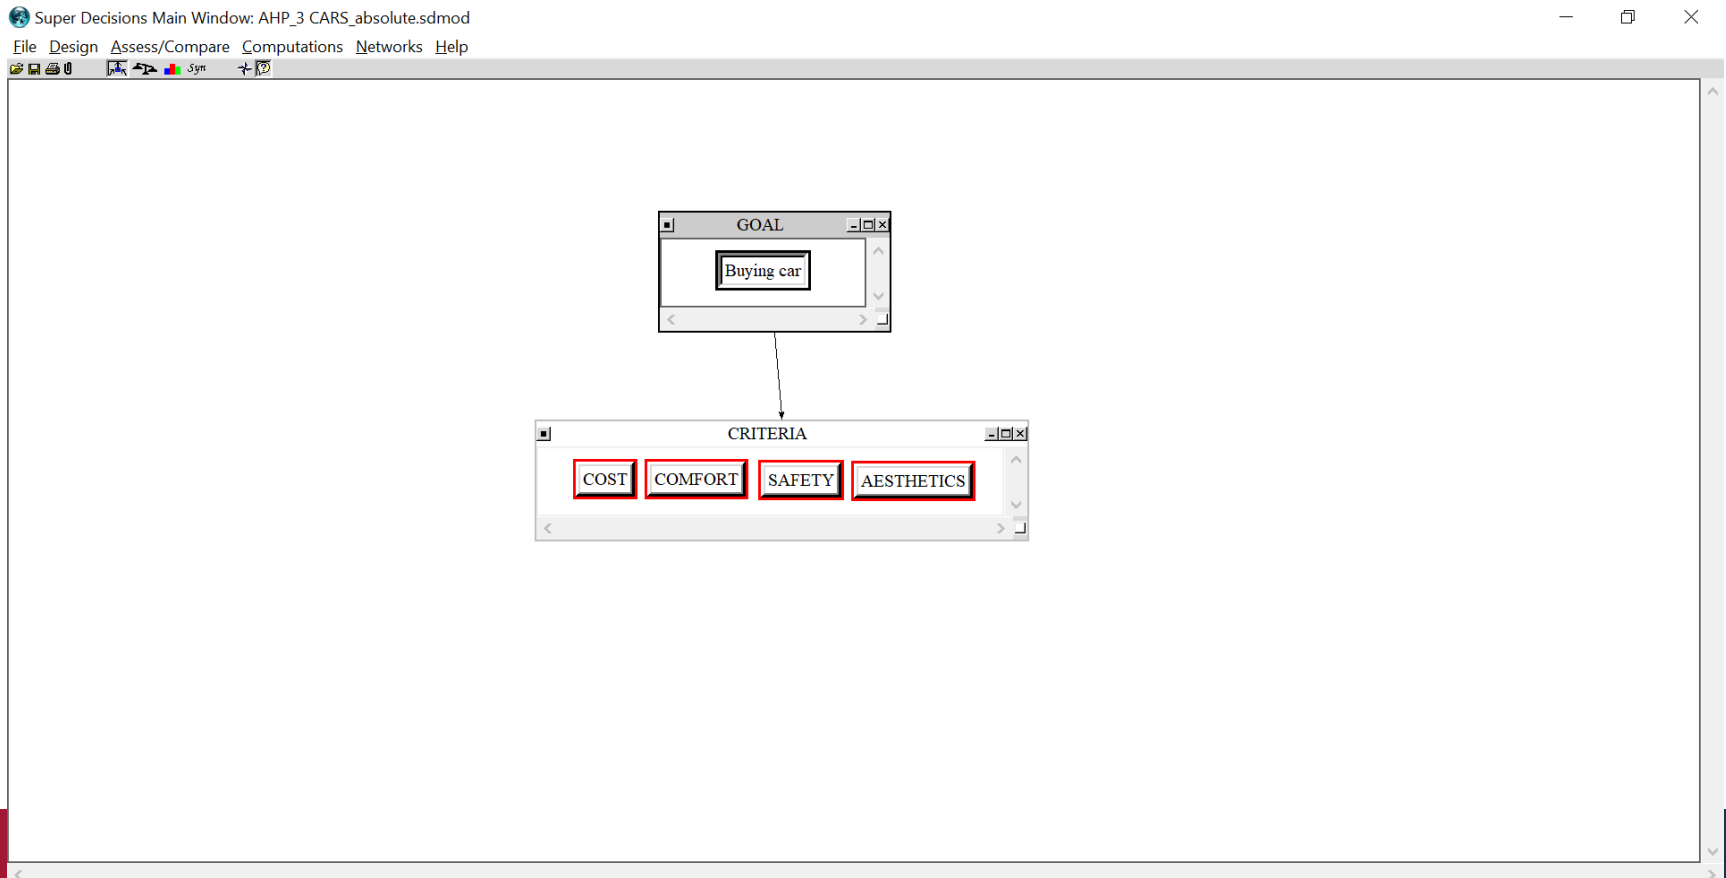 Super Decisions Main Window: AHP_3 CARS_absolute.sdmod
File Design Assess/Compare Computations Networks Help
Syn
GOAL
Buying car
CRITERIA
COST COMFORT SAFETY AESTHETICS